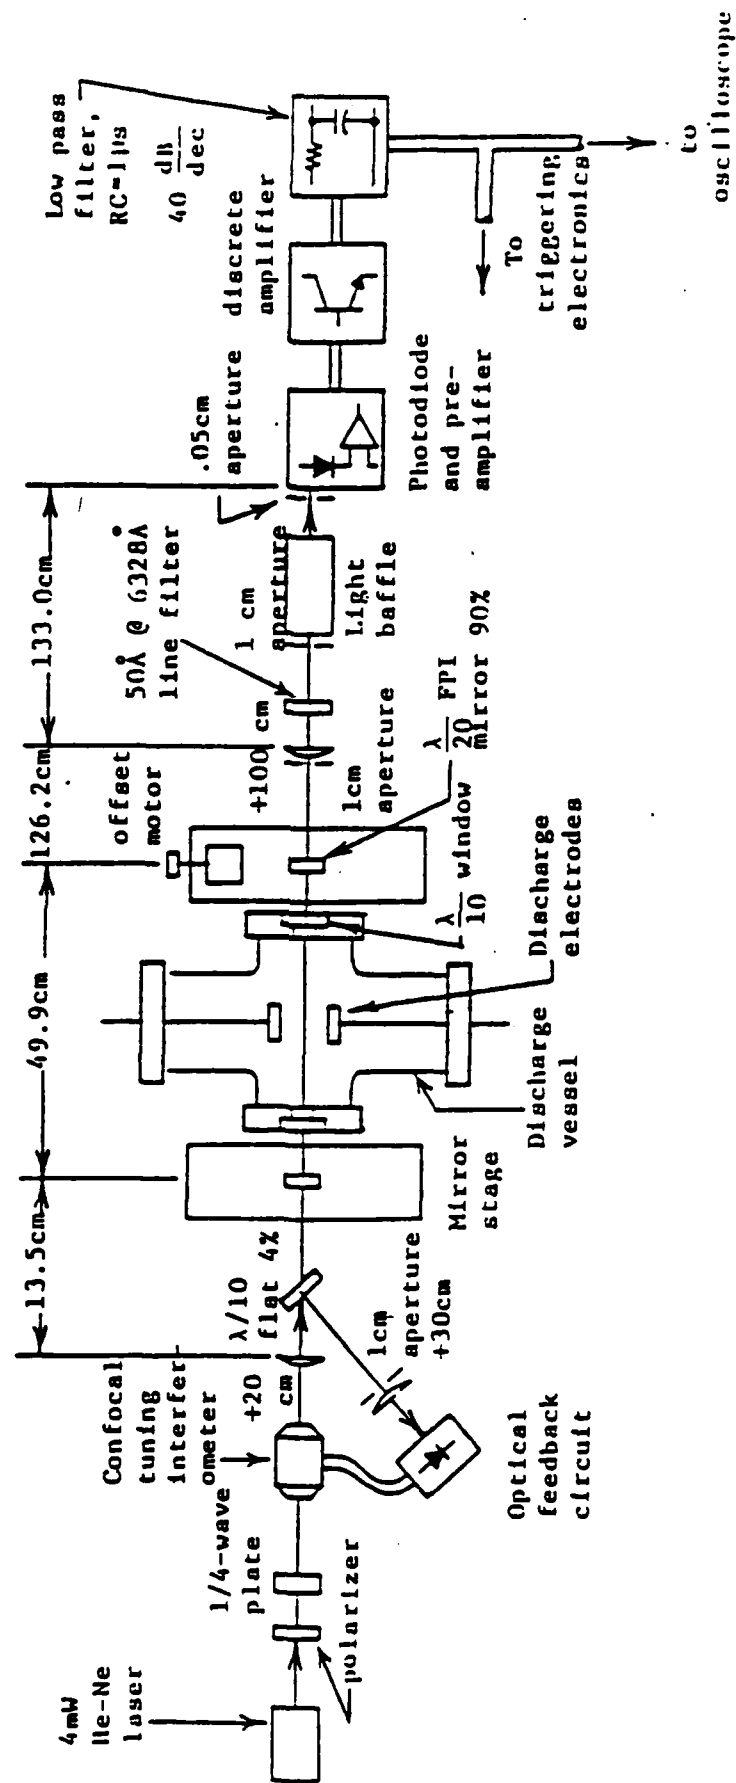 4mW
He-Ne
laser
polarizer
1/4-wave
plate
Confocal
tuning
interfer-
ometer
+20
cm
13.5cm
λ/10
flat 4%
1cm
aperture
+30cm
Optical
feedback
circuit
Mirror
stage
49.9cm
Discharge
vessel
Discharge
electrodes
λ/10 window
λ/20 FPI
mirror 90%
offset
motor
126.2cm
+100 cm
1cm
aperture
133.0cm
50Å @ 6328Å
line filter
1 cm
aperture
Light
baffle
.05cm
aperture
Photodiode
and pre-
amplifier
discrete
amplifier
Low pass
filter,
RC=1μs
40 dB/dec
To
triggering
electronics
to
oscilloscope